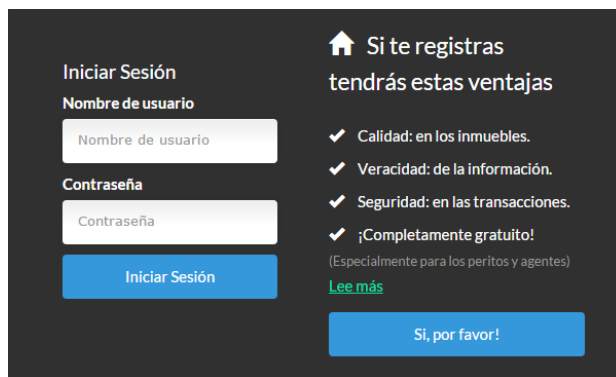 Iniciar Sesión
Nombre de usuario
Nombre de usuario
Contraseña
Contraseña
Iniciar Sesión
Si te registras
tendrás estas ventajas
Calidad: en los inmuebles.
Veracidad: de la información.
Seguridad: en las transacciones.
¡Completamente gratuito!
(Especialmente para los peritos y agentes)
Lee más
Si, por favor!